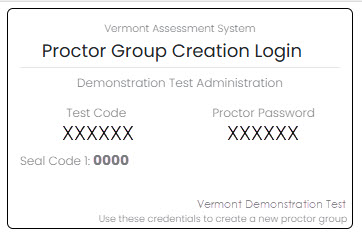 Vermont Assessment System
Proctor Group Creation Login
Demonstration Test Administration
Test Code Proctor Password
XXXXXX XXXXXX
Seal Code 1: 0000
Vermont Demonstration Test
Use these credentials to create a new proctor group